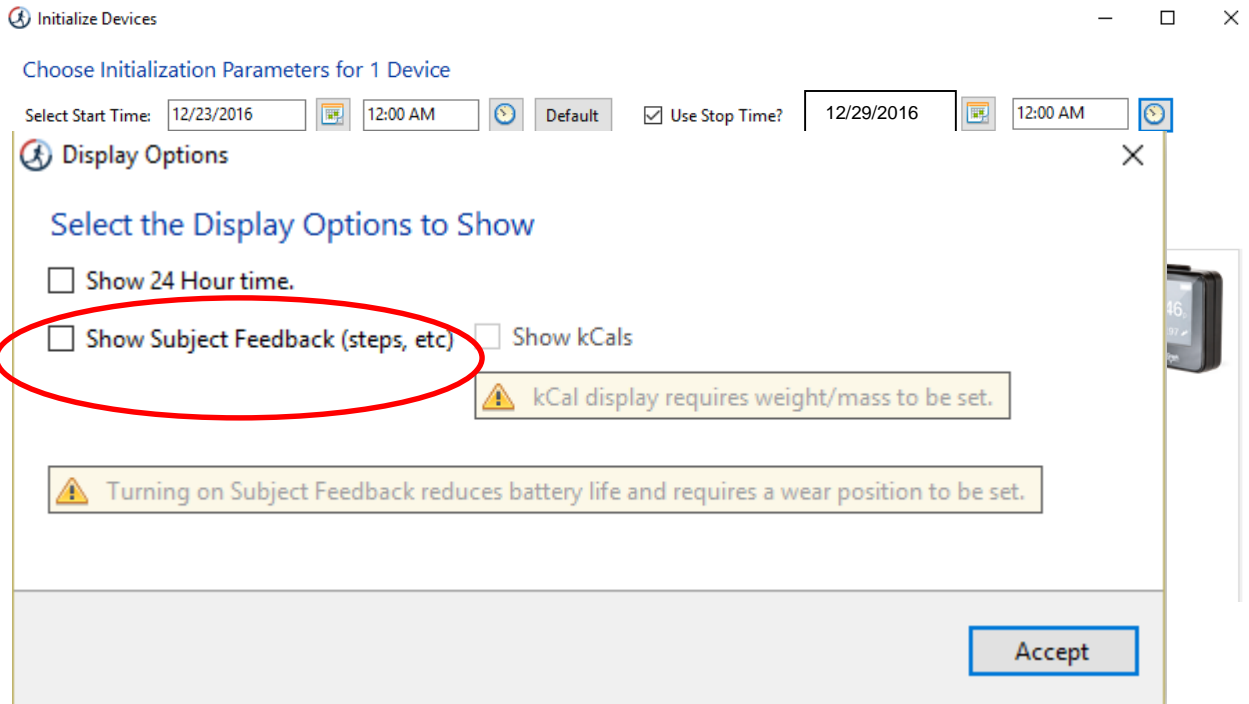 Initialize Devices
Choose Initialization Parameters for 1 Device
Select Start Time: 12/23/2016 12:00 AM Default Use Stop Time? 12/29/2016 12:00 AM
Display Options
Select the Display Options to Show
Show 24 Hour time.
Show Subject Feedback (steps, etc) Show kCals
kCal display requires weight/mass to be set.
Turning on Subject Feedback reduces battery life and requires a wear position to be set.
Accept